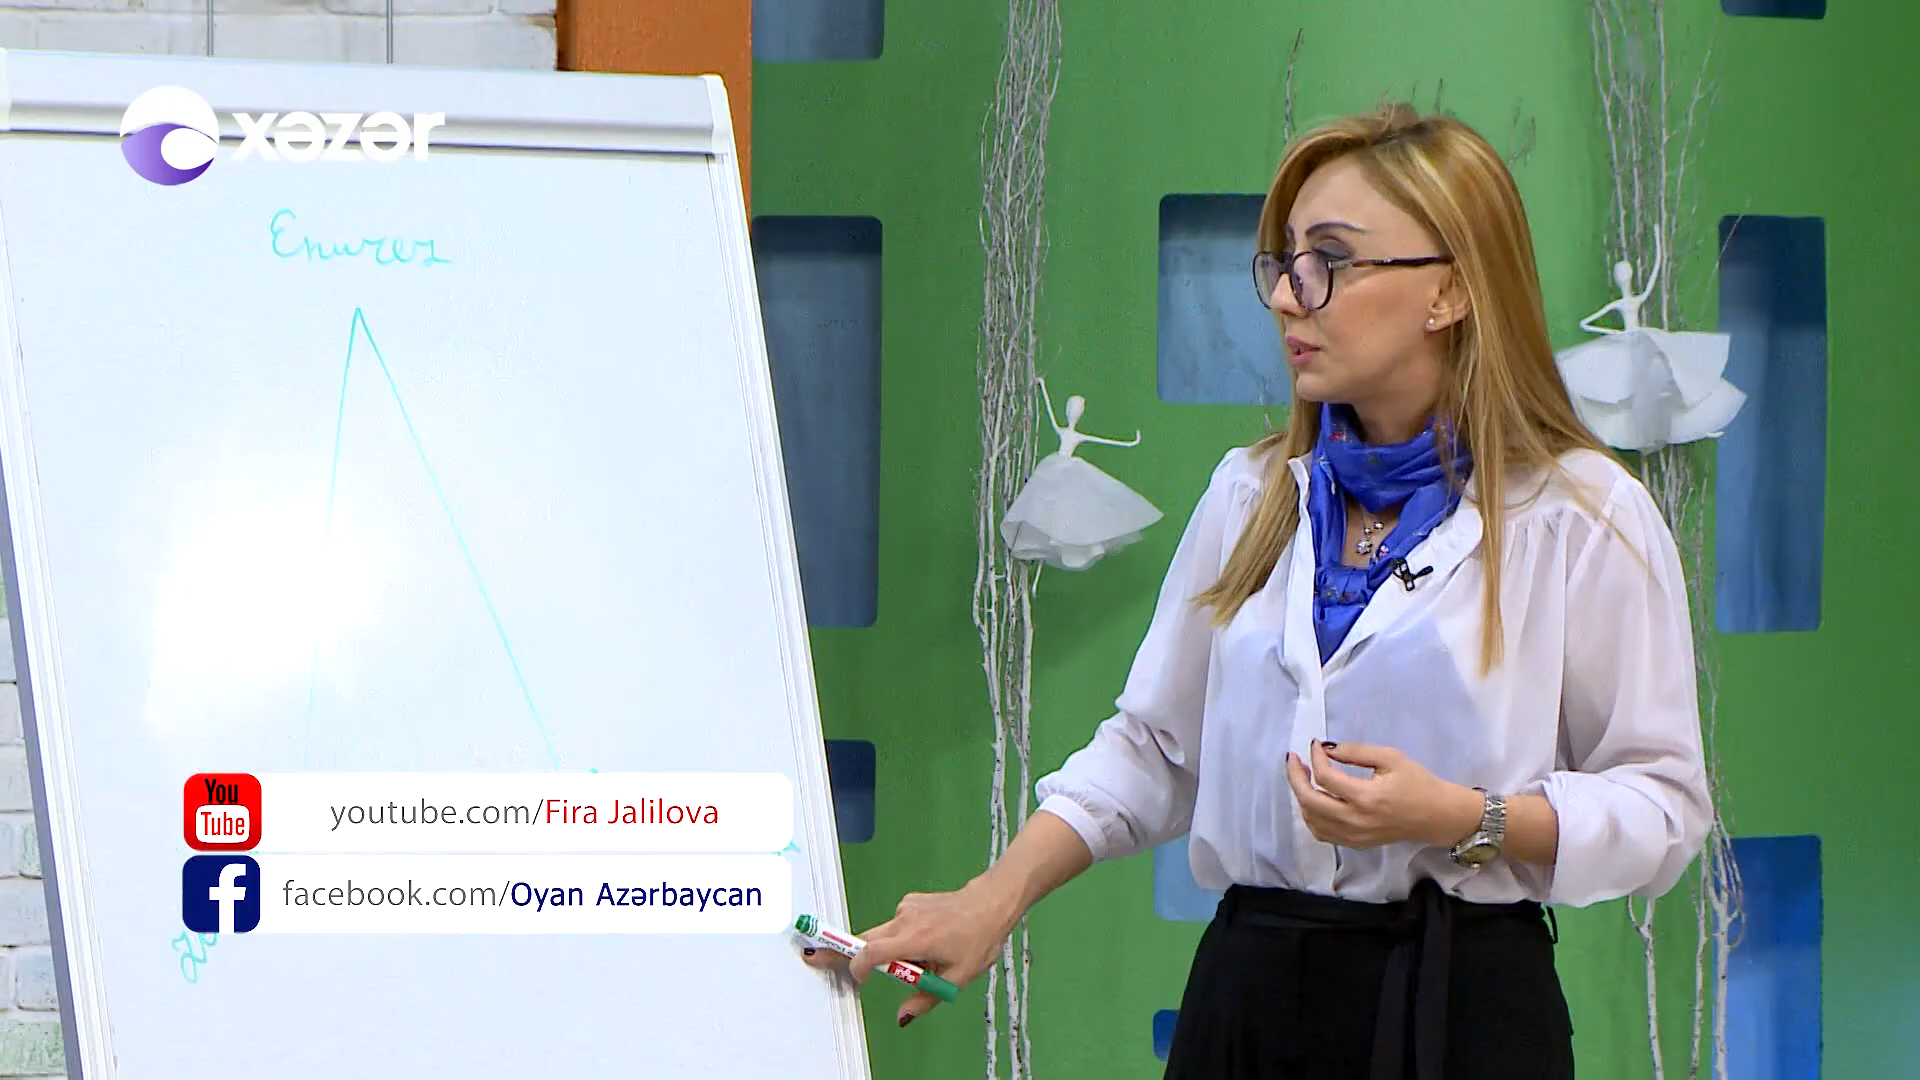 xəzər
Enurez
You
Tube
youtube.com/Fira Jalilova
facebook.com/Oyan Azərbaycan